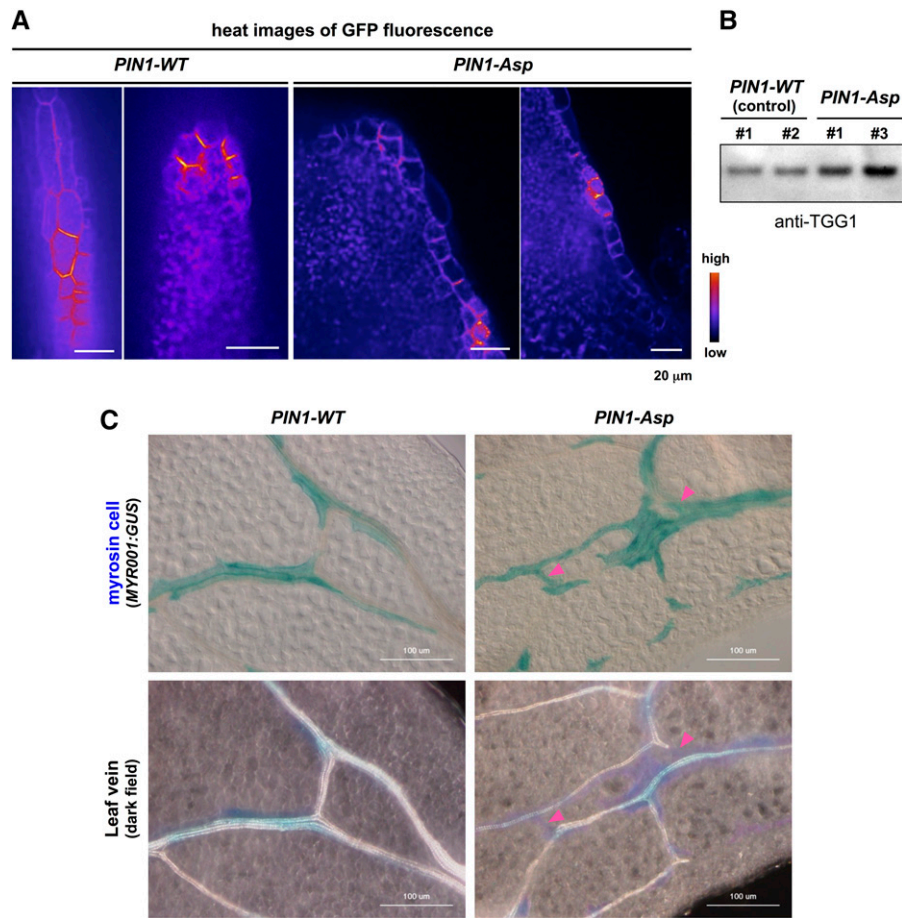 A
heat images of GFP fluorescence
PIN1-WT
PIN1-Asp
20 μm
B
PIN1-WT
(control)
PIN1-Asp
#1 #2 #1 #3
anti-TGG1
high
low
C
PIN1-WT
PIN1-Asp
myrosin cell
(MYR001:GUS)
100 um
100 um
Leaf vein
(dark field)
100 um
100 um